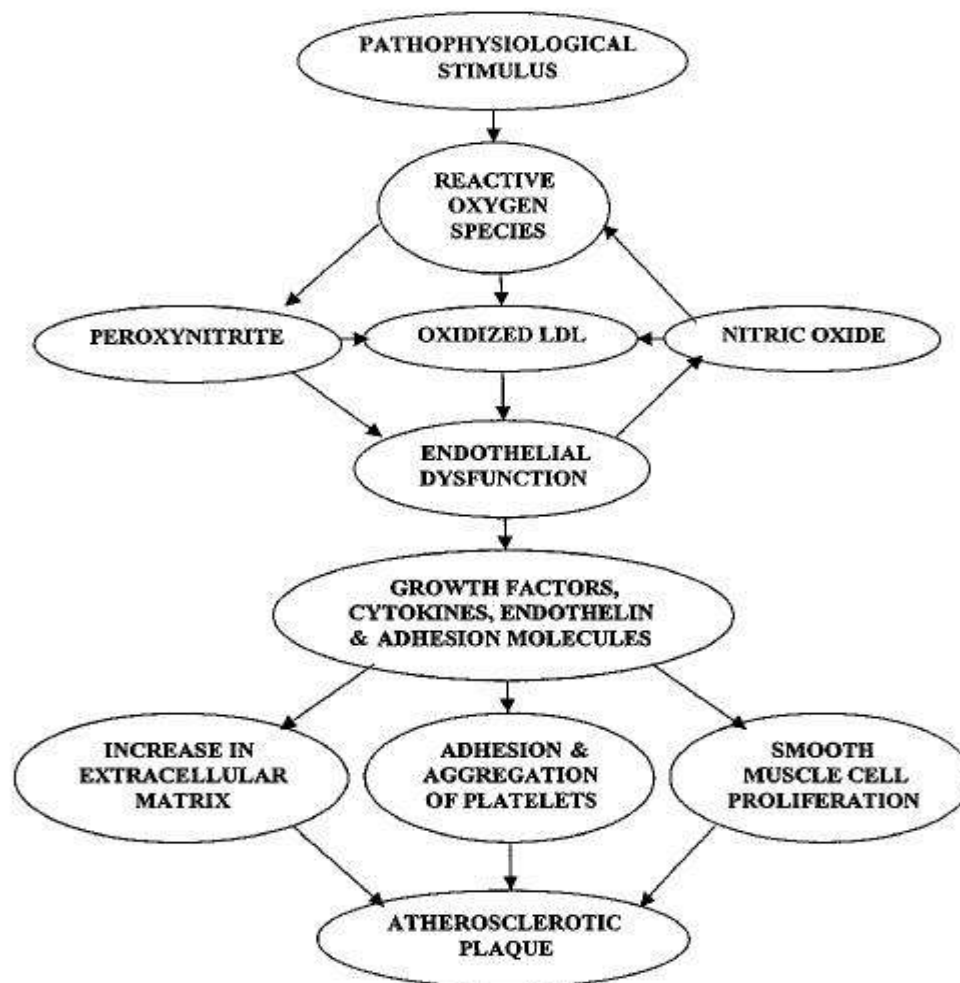 PATHOPHYSIOLOGICAL
STIMULUS
REACTIVE
OXYGEN
SPECIES
PEROXYNITRITE
OXIDIZED LDL
NITRIC OXIDE
ENDOTHELIAL
DYSFUNCTION
GROWTH FACTORS,
CYTOKINES, ENDOTHELIN
& ADHESION MOLECULES
INCREASE IN
EXTRACELLULAR
MATRIX
ADHESION &
AGGREGATION
OF PLATELETS
SMOOTH
MUSCLE CELL
PROLIFERATION
ATHEROSCLEROTIC
PLAQUE